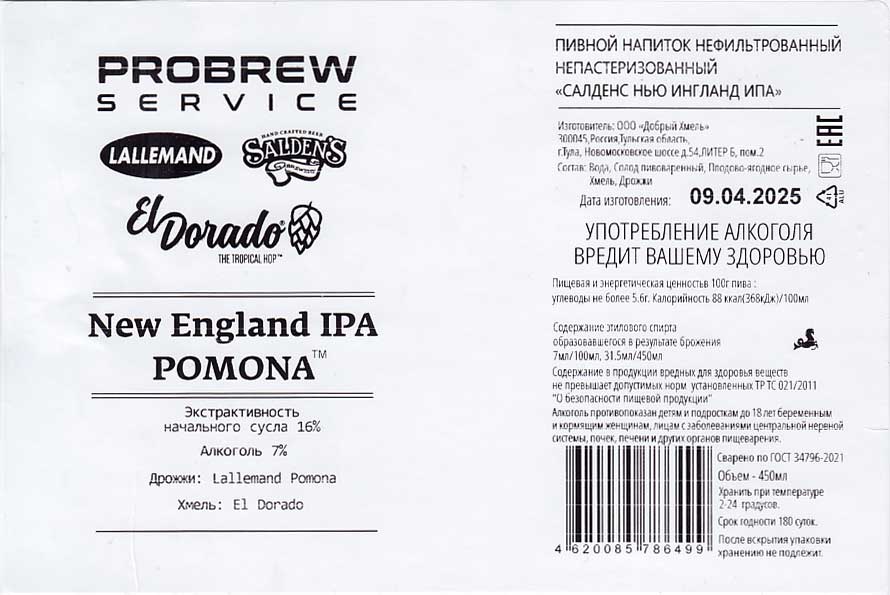 PROBREW
SERVICE
LALLEMAND
HAND CRAFTED BEER
SALDEN'S
BREWERY
El Dorado®
THE TROPICAL HOP™
New England IPA
POMONA™
Экстрактивность
начального сусла 16%
Алкоголь 7%
Дрожжи: Lallemand Pomona
Хмель: El Dorado
ПИВНОЙ НАПИТОК НЕФИЛЬТРОВАННЫЙ
НЕПАСТЕРИЗОВАННЫЙ
«САЛДЕНС НЬЮ ИНГЛАНД ИПА»
Изготовитель: ООО «Добрый Хмель»
300045,Россия,Тульская область,
г.Тула, Новомосковское шоссе д.54,ЛИТЕР Б, пом.2
Состав: Вода, Солод пивоваренный, Плодово-ягодное сырье,
Хмель, Дрожжи
Дата изготовления: 09.04.2025
EAC
41
ALU
УПОТРЕБЛЕНИЕ АЛКОГОЛЯ
ВРЕДИТ ВАШЕМУ ЗДОРОВЬЮ
Пищевая и энергетическая ценностьв 100г пива :
углеводы не более 5.6г. Калорийность 88 ккал(368кДж)/100мл
Содержание этилового спирта
образовавшегося в результате брожения
7мл/100мл, 31.5мл/450мл
Содержание в продукции вредных для здоровья веществ
не превышает допустимых норм установленных ТР ТС 021/2011
"О безопасности пищевой продукции"
Алкоголь противопоказан детям и подросткам до 18 лет беременным
и кормящим женщинам, лицам с заболеваниями центральной нервной
системы, почек, печени и других органов пищеварения.
Сварено по ГОСТ 34796-2021
Объем - 450мл
Хранить при температуре
2-24 градусов.
Срок годности 180 суток.
После вскрытия упаковки
хранению не подлежит.
4 620085 786499